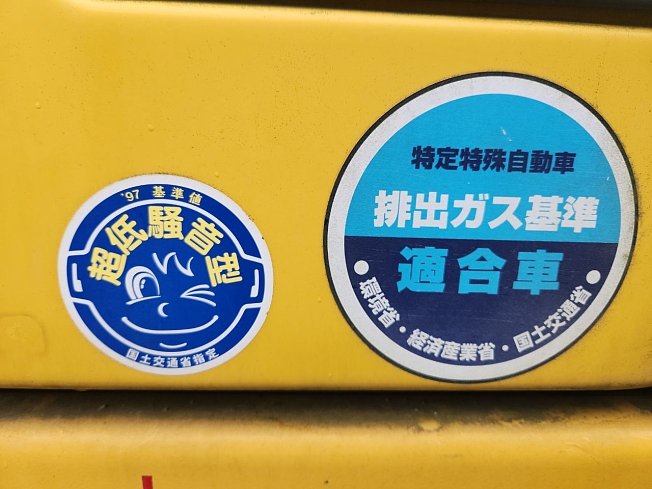 '97 基準値
超低騒音型
国土交通省指定
特定特殊自動車
排出ガス基準
適合車
●環境省・経済産業省・国土交通省●